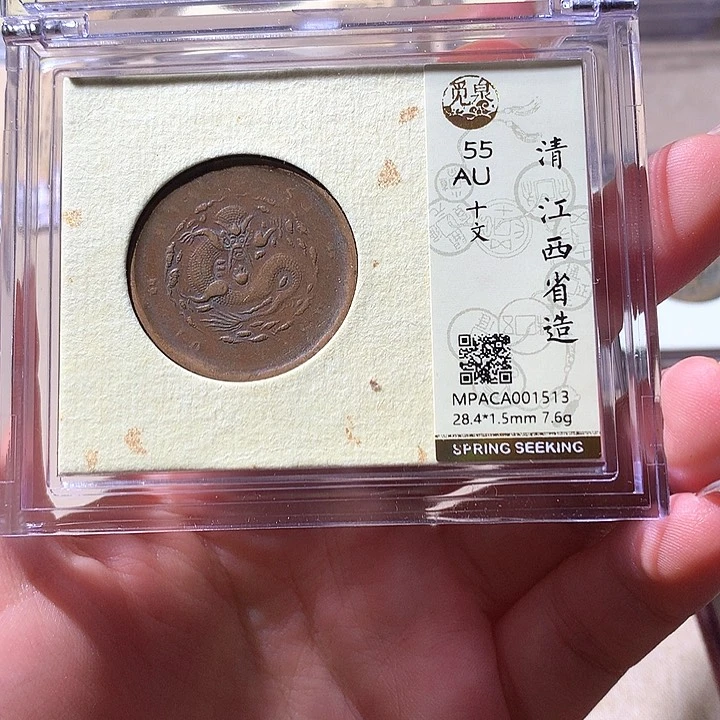 觅泉
55
AU
十文
清 江西省造
MPACA001513
28.4*1.5mm 7.6g
SPRING SEEKING